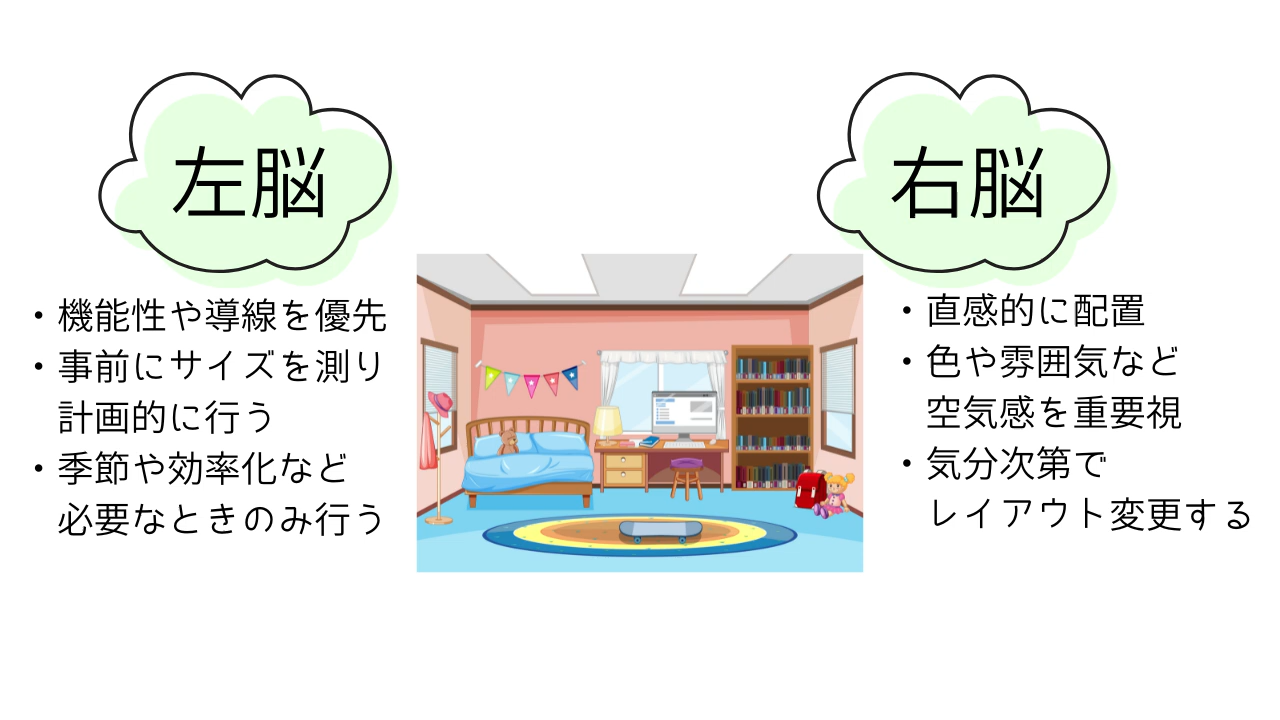 左脳
・機能性や導線を優先
・事前にサイズを測り
計画的に行う
・季節や効率化など
必要なときのみ行う
右脳
・直感的に配置
・色や雰囲気など
空気感を重要視
・気分次第で
レイアウト変更する